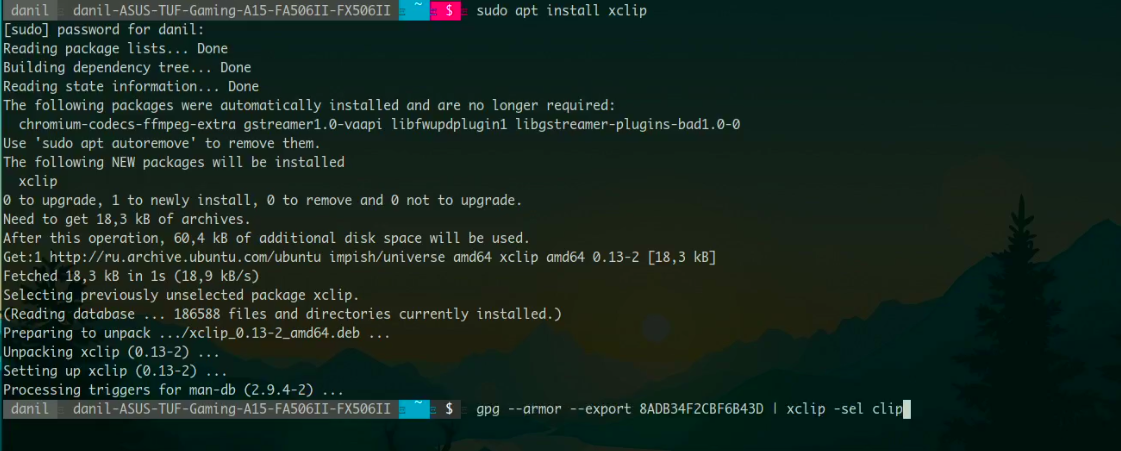 danil danil-ASUS-TUF-Gaming-A15-FA506II-FX506II ≡ ~ ≡ $ ≡ sudo apt install xclip
[sudo] password for danil:
Reading package lists... Done
Building dependency tree... Done
Reading state information... Done
The following packages were automatically installed and are no longer required:
  chromium-codecs-ffmpeg-extra gstreamer1.0-vaapi libfwupdplugin1 libgstreamer-plugins-bad1.0-0
Use 'sudo apt autoremove' to remove them.
The following NEW packages will be installed
  xclip
0 to upgrade, 1 to newly install, 0 to remove and 0 not to upgrade.
Need to get 18,3 kB of archives.
After this operation, 60,4 kB of additional disk space will be used.
Get:1 http://ru.archive.ubuntu.com/ubuntu impish/universe amd64 xclip amd64 0.13-2 [18,3 kB]
Fetched 18,3 kB in 1s (18,9 kB/s)
Selecting previously unselected package xclip.
(Reading database ... 186588 files and directories currently installed.)
Preparing to unpack .../xclip_0.13-2_amd64.deb ...
Unpacking xclip (0.13-2) ...
Setting up xclip (0.13-2) ...
Processing triggers for man-db (2.9.4-2) ...
danil danil-ASUS-TUF-Gaming-A15-FA506II-FX506II ≡ ~ ≡ $ ≡ gpg --armor --export 8ADB34F2CBF6B43D | xclip -sel clip